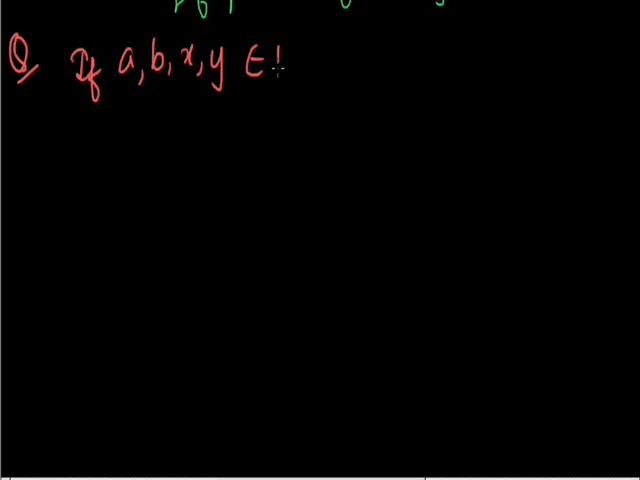 Q If a, b, x, y ∈